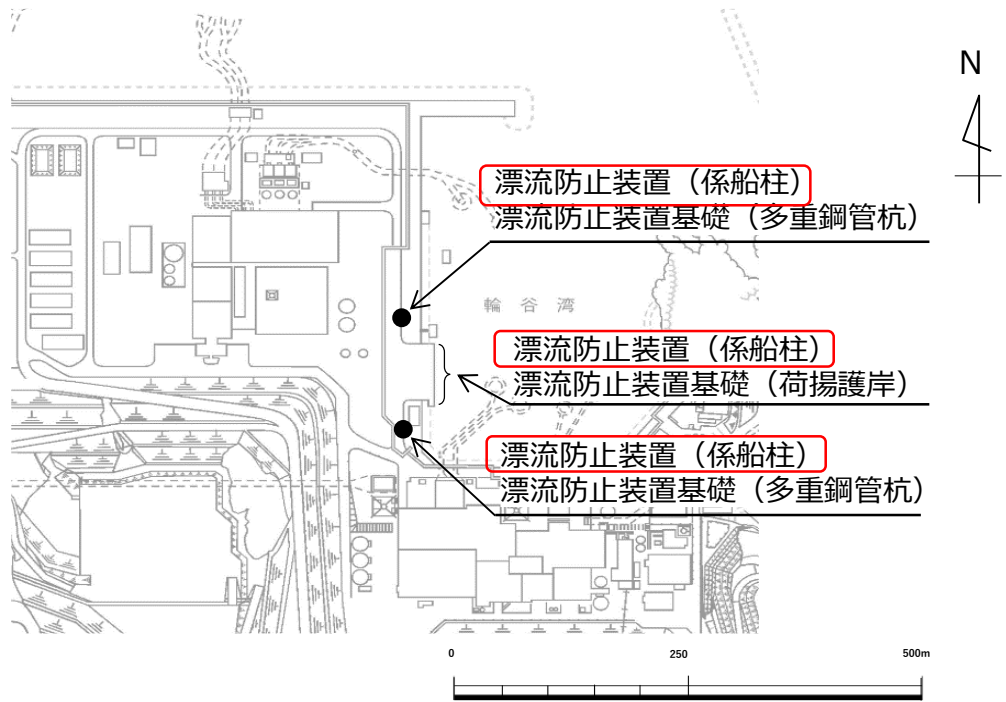 N
漂流防止装置（係船柱）
漂流防止装置基礎（多重鋼管杭）
輪谷湾
漂流防止装置（係船柱）
漂流防止装置基礎（荷揚護岸）
漂流防止装置（係船柱）
漂流防止装置基礎（多重鋼管杭）
0 250 500m